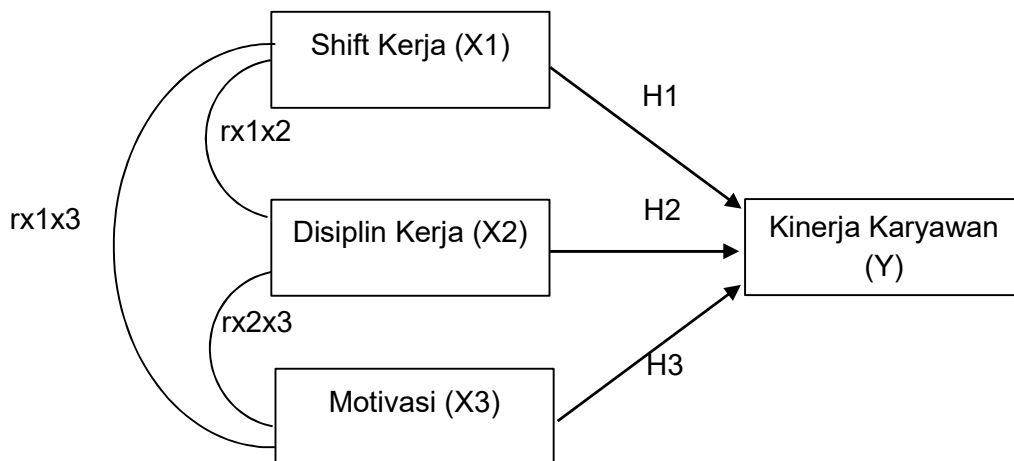 Shift Kerja (X1)
H1
rx1x2
rx1x3
H2
Disiplin Kerja (X2)
Kinerja Karyawan
(Y)
rx2x3
H3
Motivasi (X3)